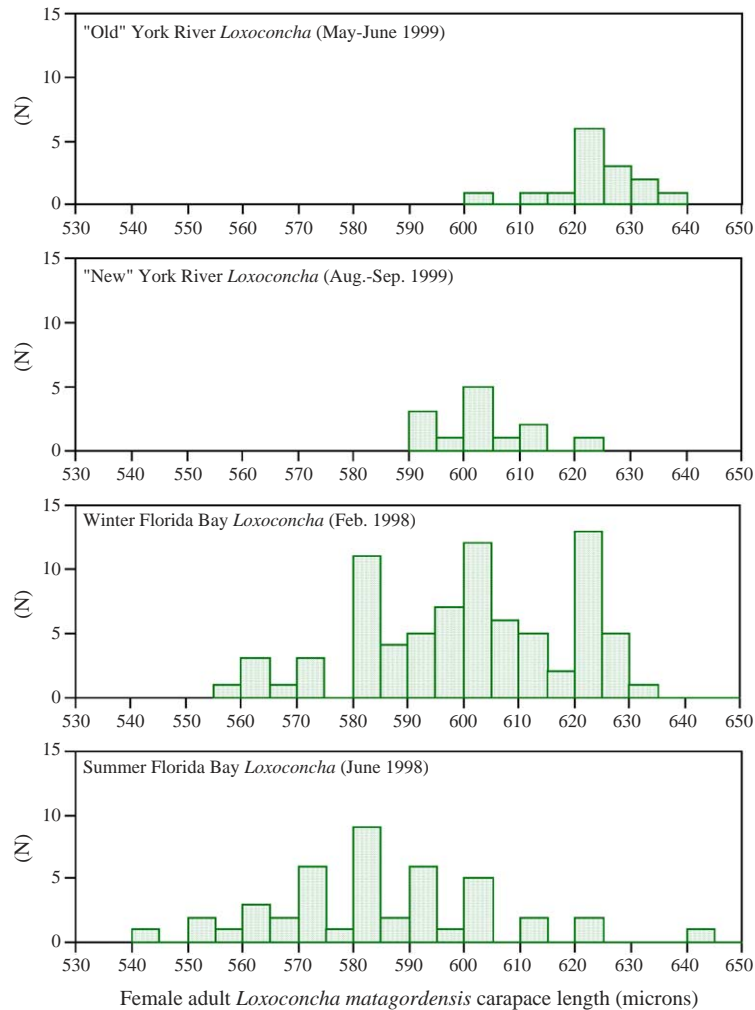 15
"Old" York River Loxoconcha (May-June 1999)
10
(N)
5
0
530 540 550 560 570 580 590 600 610 620 630 640 650
15
"New" York River Loxoconcha (Aug.-Sep. 1999)
10
(N)
5
0
530 540 550 560 570 580 590 600 610 620 630 640 650
15
Winter Florida Bay Loxoconcha (Feb. 1998)
10
(N)
5
0
530 540 550 560 570 580 590 600 610 620 630 640 650
15
Summer Florida Bay Loxoconcha (June 1998)
10
(N)
5
0
530 540 550 560 570 580 590 600 610 620 630 640 650
Female adult Loxoconcha matagordensis carapace length (microns)